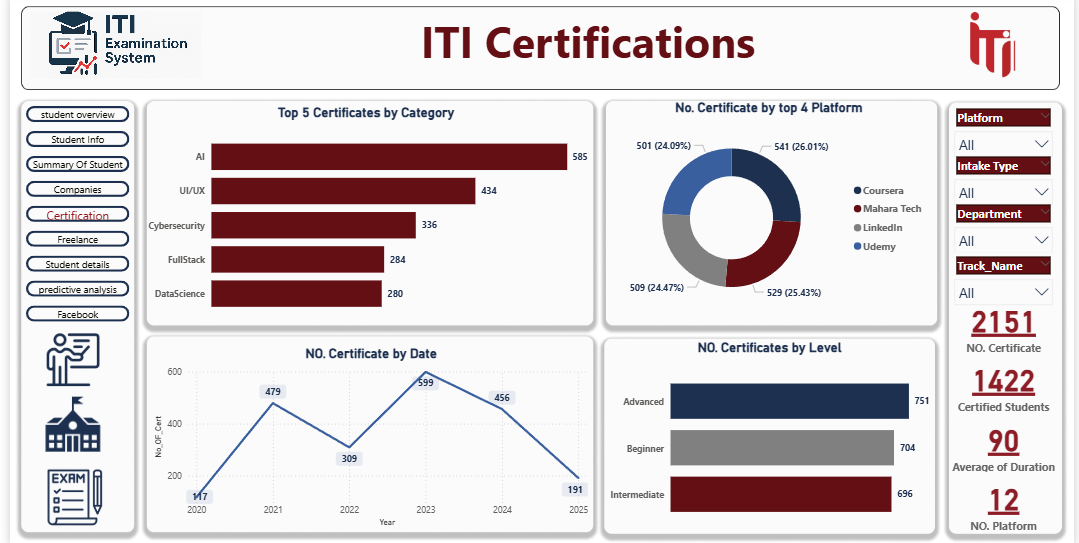 ITI
Examination
System
ITI Certifications
iTi
student overview
Student Info
Summary Of Student
Companies
Certification
Freelance
Student details
predictive analysis
Facebook
EXAM
Top 5 Certificates by Category
AI
585
UI/UX
434
Cybersecurity
336
FullStack
284
DataScience
280
No. Certificate by top 4 Platform
501 (24.09%)
541 (26.01%)
509 (24.47%)
529 (25.43%)
Coursera
Mahara Tech
LinkedIn
Udemy
NO. Certificate by Date
No_OF_Cert
600
400
200
117
479
309
599
456
191
2020
2021
2022
2023
2024
2025
Year
NO. Certificates by Level
Advanced
751
Beginner
704
Intermediate
696
Platform
All
Intake Type
All
Department
All
Track_Name
All
2151
NO. Certificate
1422
Certified Students
90
Average of Duration
12
NO. Platform